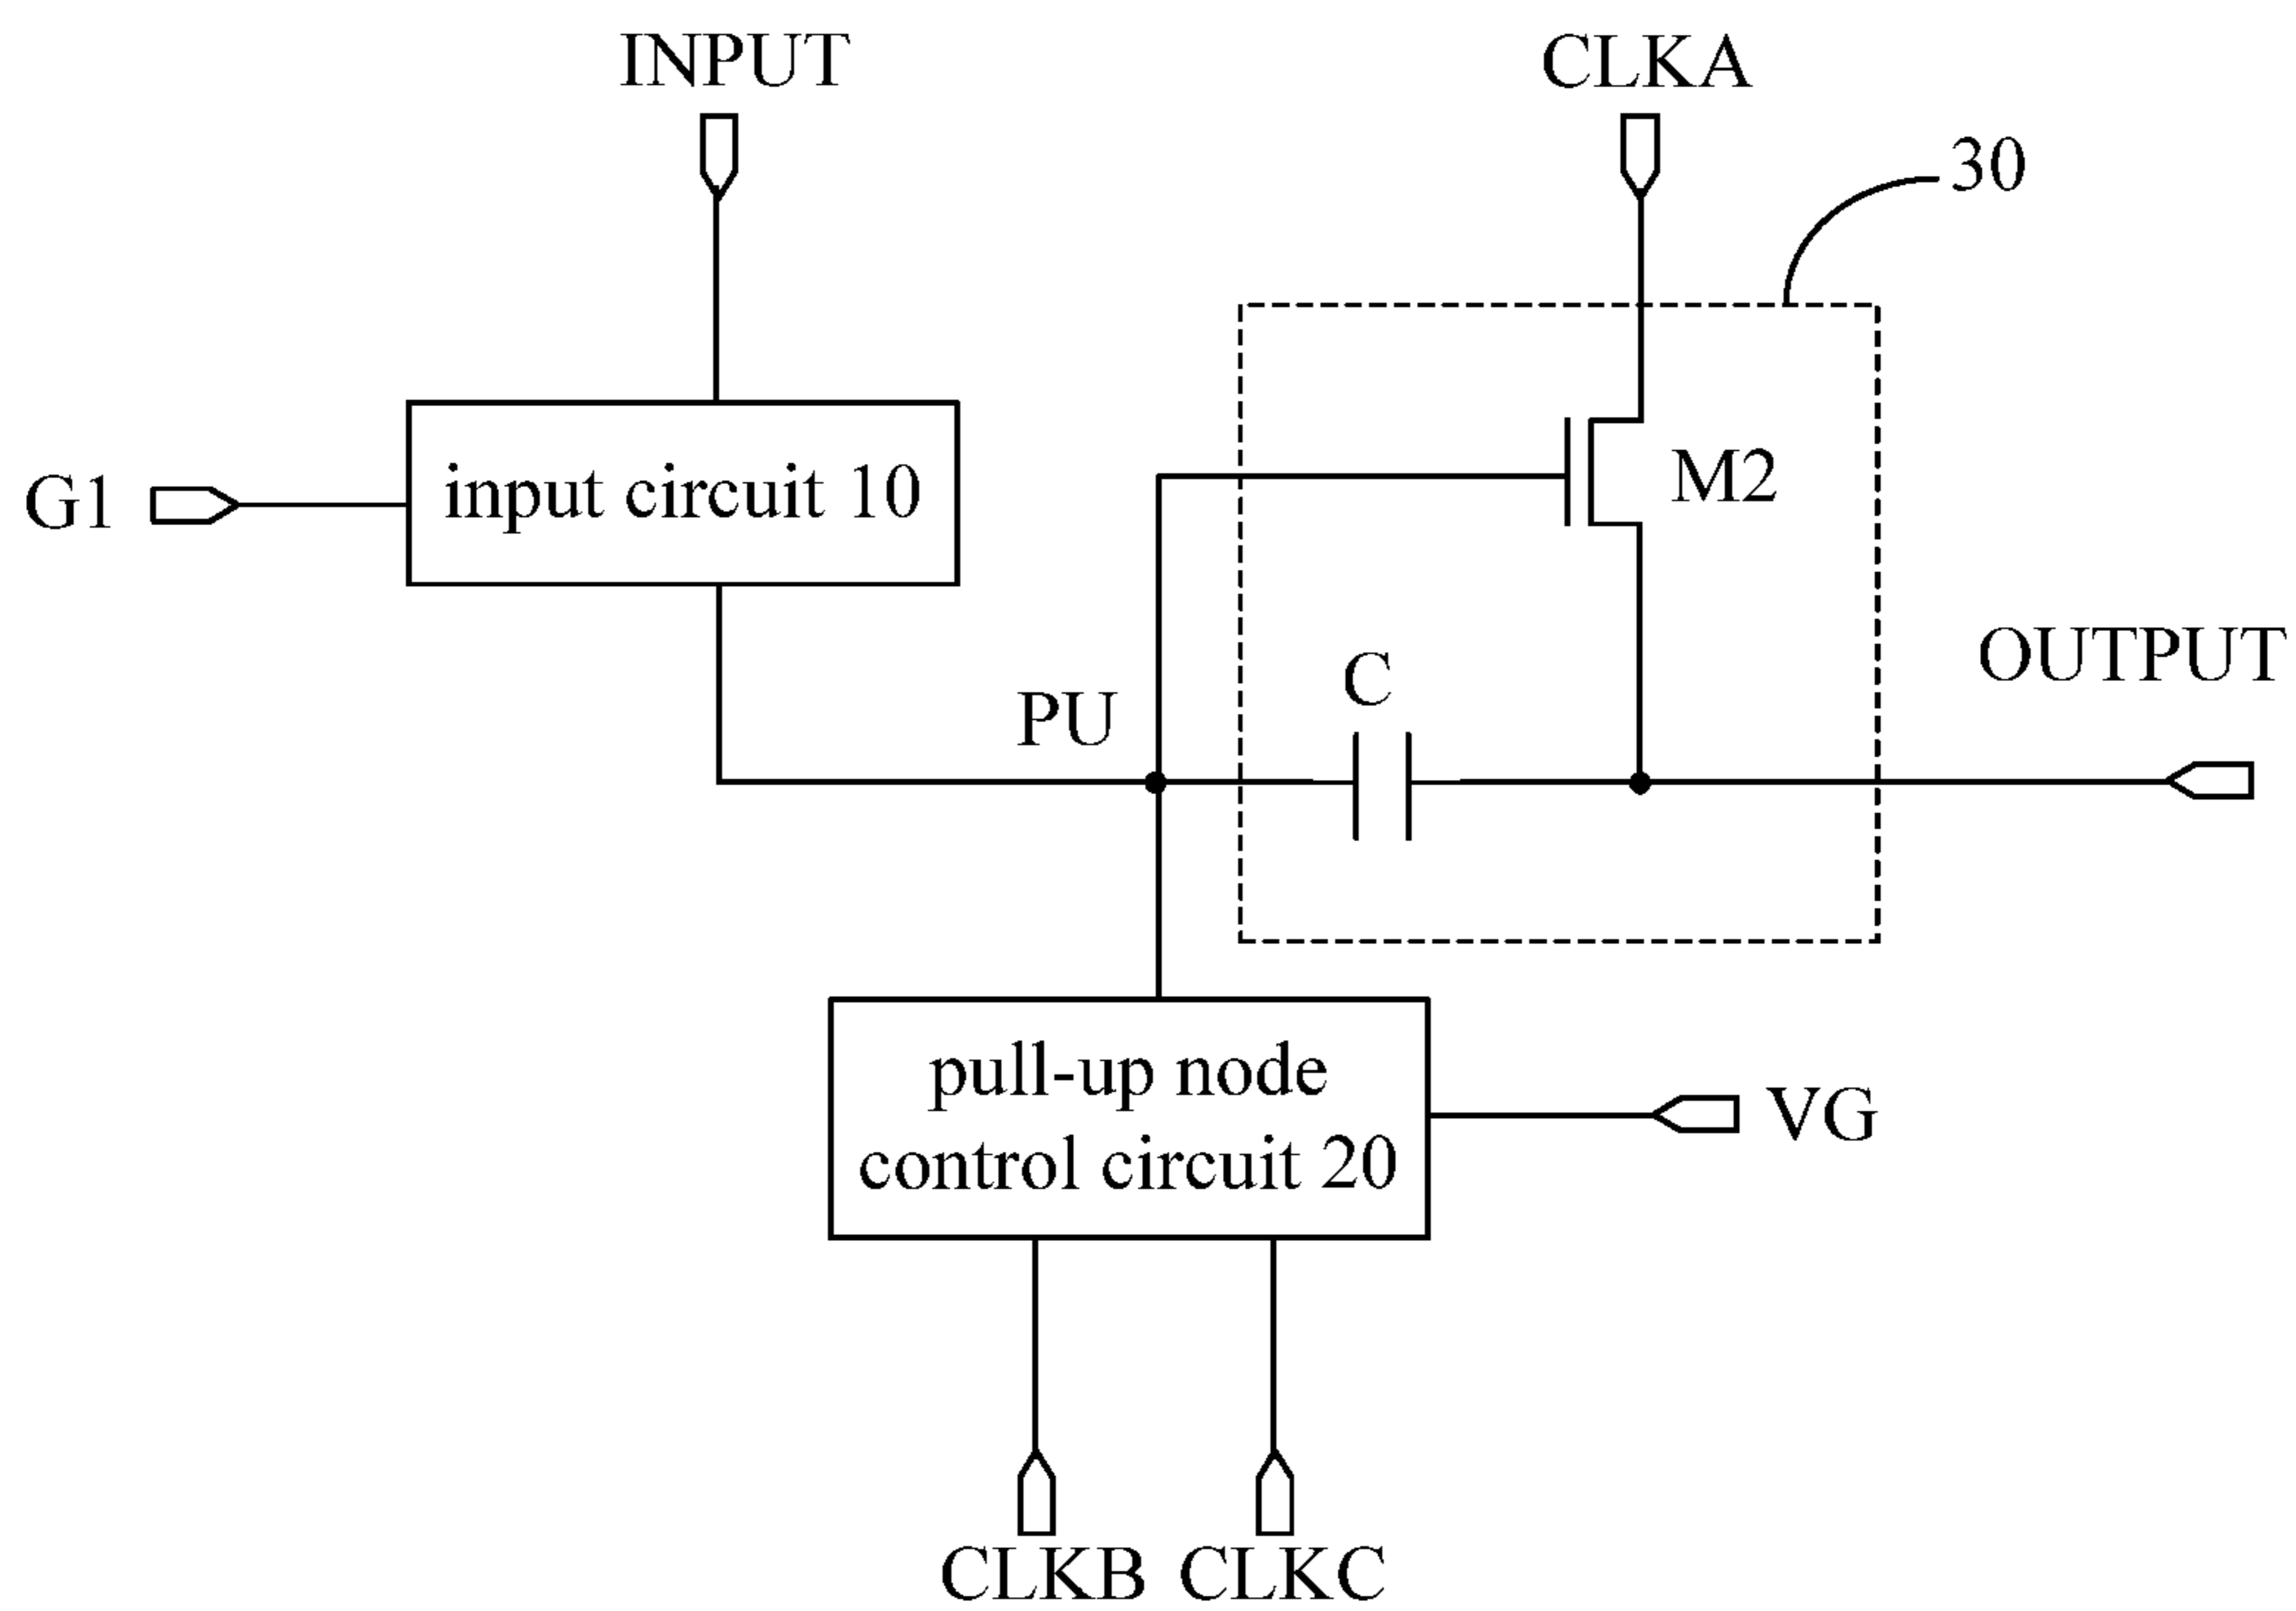 INPUT
CLKA
30
G1
input circuit 10
M2
OUTPUT
C
PU
pull-up node
control circuit 20
VG
CLKB
CLKC